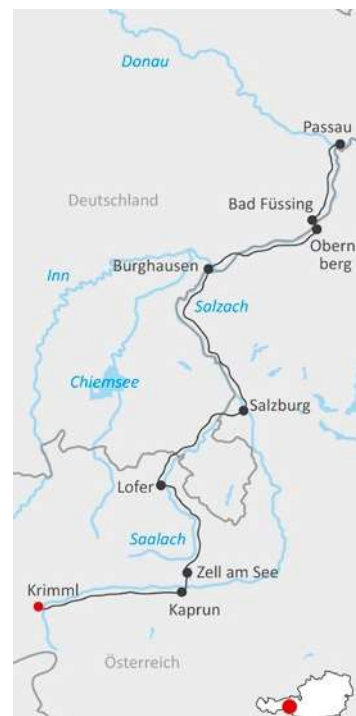 Donau
Passau
Deutschland
Bad Füssing
Obern
berg
Burghausen
Inn
Salzach
Chiemsee
Salzburg
Lofer
Saalach
Zell am See
Krimml
Kaprun
Österreich